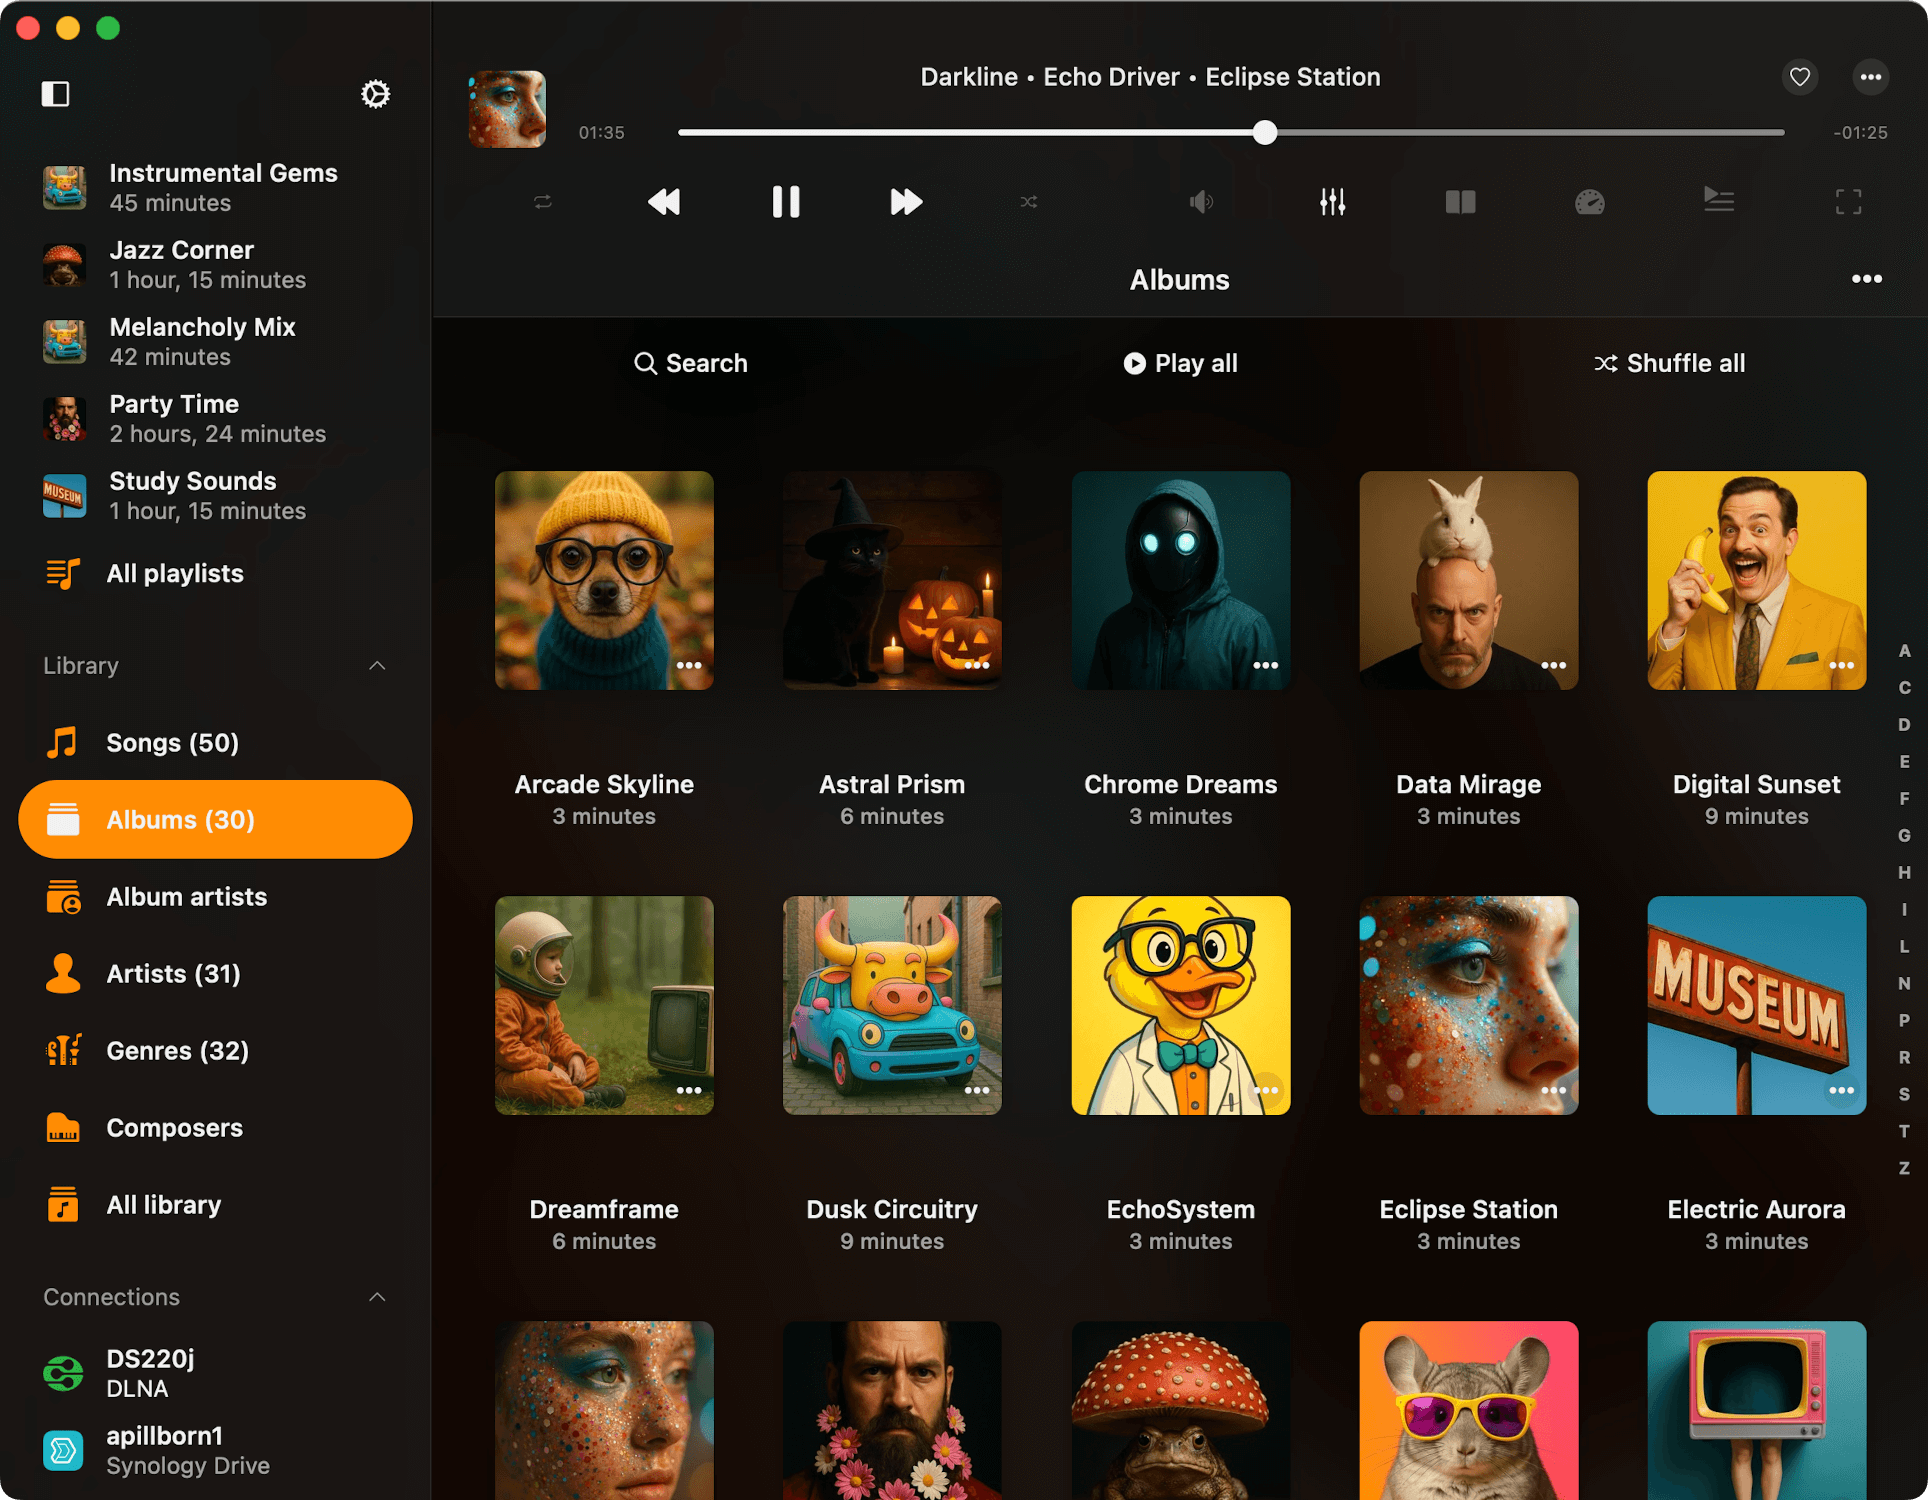 Instrumental Gems
45 minutes
Jazz Corner
1 hour, 15 minutes
Melancholy Mix
42 minutes
Party Time
2 hours, 24 minutes
MUSEUM
Study Sounds
1 hour, 15 minutes
All playlists
Library
Songs (50)
Albums (30)
Album artists
Artists (31)
Genres (32)
Composers
All library
Connections
DS220j
DLNA
apillborn1
Synology Drive
Darkline • Echo Driver • Eclipse Station
01:35
-01:25
Albums
Search
Play all
Shuffle all
Arcade Skyline
3 minutes
Astral Prism
6 minutes
Chrome Dreams
3 minutes
Data Mirage
3 minutes
Digital Sunset
9 minutes
MUSEUM
Dreamframe
6 minutes
Dusk Circuitry
9 minutes
EchoSystem
3 minutes
Eclipse Station
3 minutes
Electric Aurora
3 minutes
A
C
D
E
F
G
H
I
L
N
P
R
S
T
Z